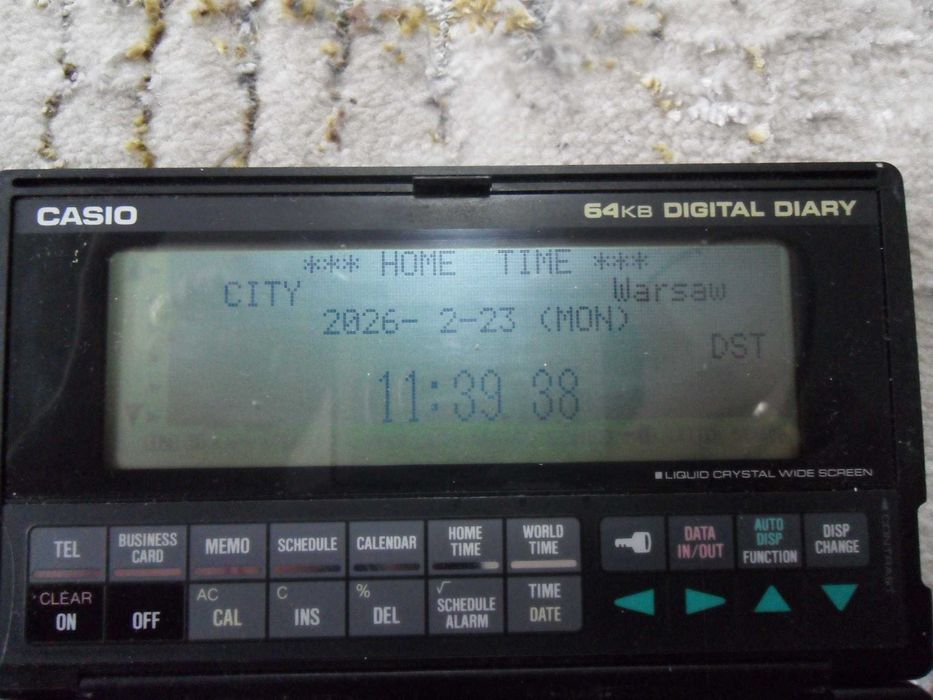 CASIO 64KB DIGITAL DIARY
*** HOME TIME ***
CITY Warsaw
2026- 2-23 (MON)
DST
11:39 38
LIQUID CRYSTAL WIDE SCREEN
TEL BUSINESS CARD MEMO SCHEDULE CALENDAR HOME TIME WORLD TIME DATA IN/OUT AUTO DISP FUNCTION DISP CHANGE
CLEAR ON OFF AC CAL C INS % DEL √ SCHEDULE ALARM TIME DATE